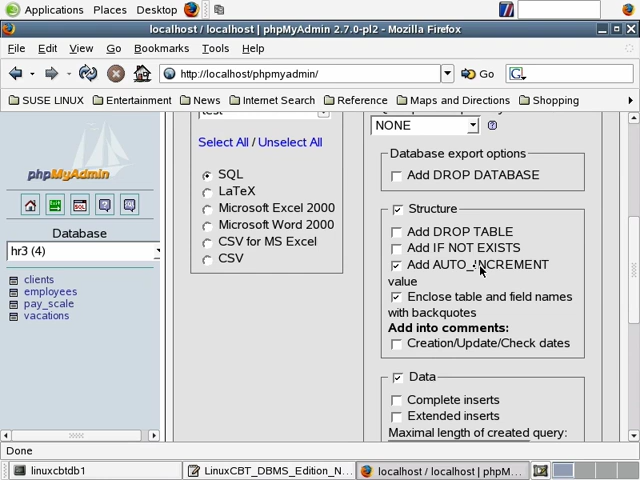 Applications Places Desktop
localhost / localhost | phpMyAdmin 2.7.0-pl2 - Mozilla Firefox
File Edit View Go Bookmarks Tools Help
http://localhost/phpmyadmin/ Go G
SUSE LINUX Entertainment News Internet Search Reference Maps and Directions Shopping
phpMyAdmin
SQL
Database
hr3 (4)
clients
employees
pay_scale
vacations
test
Select All / Unselect All
SQL
LaTeX
Microsoft Excel 2000
Microsoft Word 2000
CSV for MS Excel
CSV
NONE
Database export options
Add DROP DATABASE
Structure
Add DROP TABLE
Add IF NOT EXISTS
Add AUTO_INCREMENT
value
Enclose table and field names
with backquotes
Add into comments:
Creation/Update/Check dates
Data
Complete inserts
Extended inserts
Maximal length of created query:
Done
linuxcbtdb1 LinuxCBT_DBMS_Edition_N... localhost / localhost | phpM...